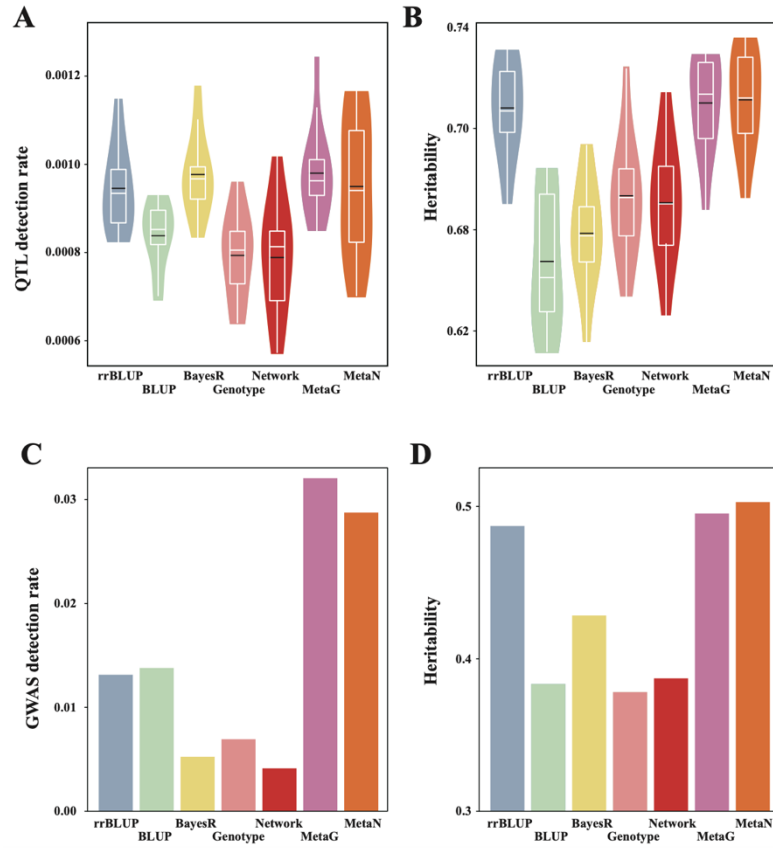 A
QTL detection rate
0.0012
0.0010
0.0008
0.0006
rrBLUP BayesR Network MetaN
BLUP Genotype MetaG
B
Heritability
0.74
0.70
0.68
0.62
rrBLUP BayesR Network MetaN
BLUP Genotype MetaG
C
GWAS detection rate
0.03
0.02
0.01
0.00
rrBLUP BayesR Network MetaN
BLUP Genotype MetaG
D
Heritability
0.5
0.4
0.3
rrBLUP BayesR Network MetaN
BLUP Genotype MetaG